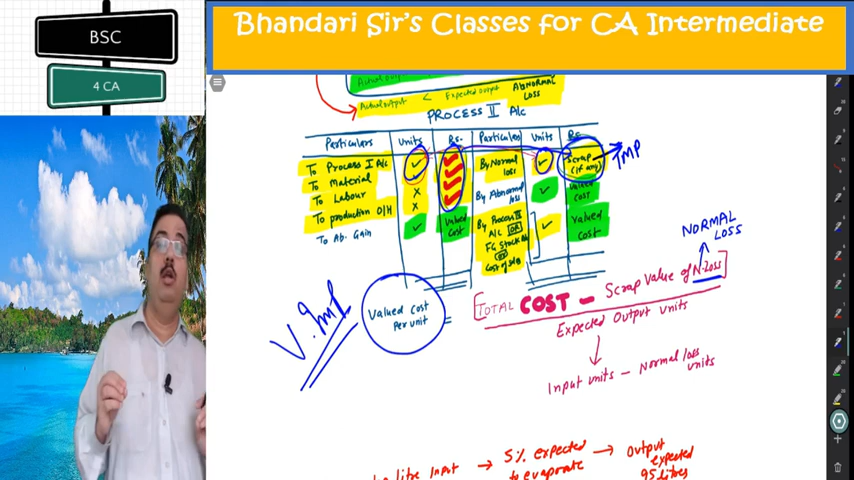 BSC
4 CA
Bhandari Sir's Classes for CA Intermediate
Actual output < Expected output ABNORMAL LOSS
PROCESS II A/c
Particulars Units Rs. Particulars Units Rs.
To Process I A/c ✓ By Normal loss ✓ Scrap (if any) → IMP
To Material ✓
To Labour x By Abnormal loss ✓ Valued cost
To production O/H x By Process III A/c OR FG Stock A/c OR Cost of ✓ Valued cost
To Ab. Gain ✓ Valued cost
NORMAL LOSS
V.Imp
Valued cost per unit = [TOTAL COST – Scrap Value of N.Loss]
Expected Output units
Input units – Normal loss units
litre Input → 5% expected to evaporate → Output expected 95 litres